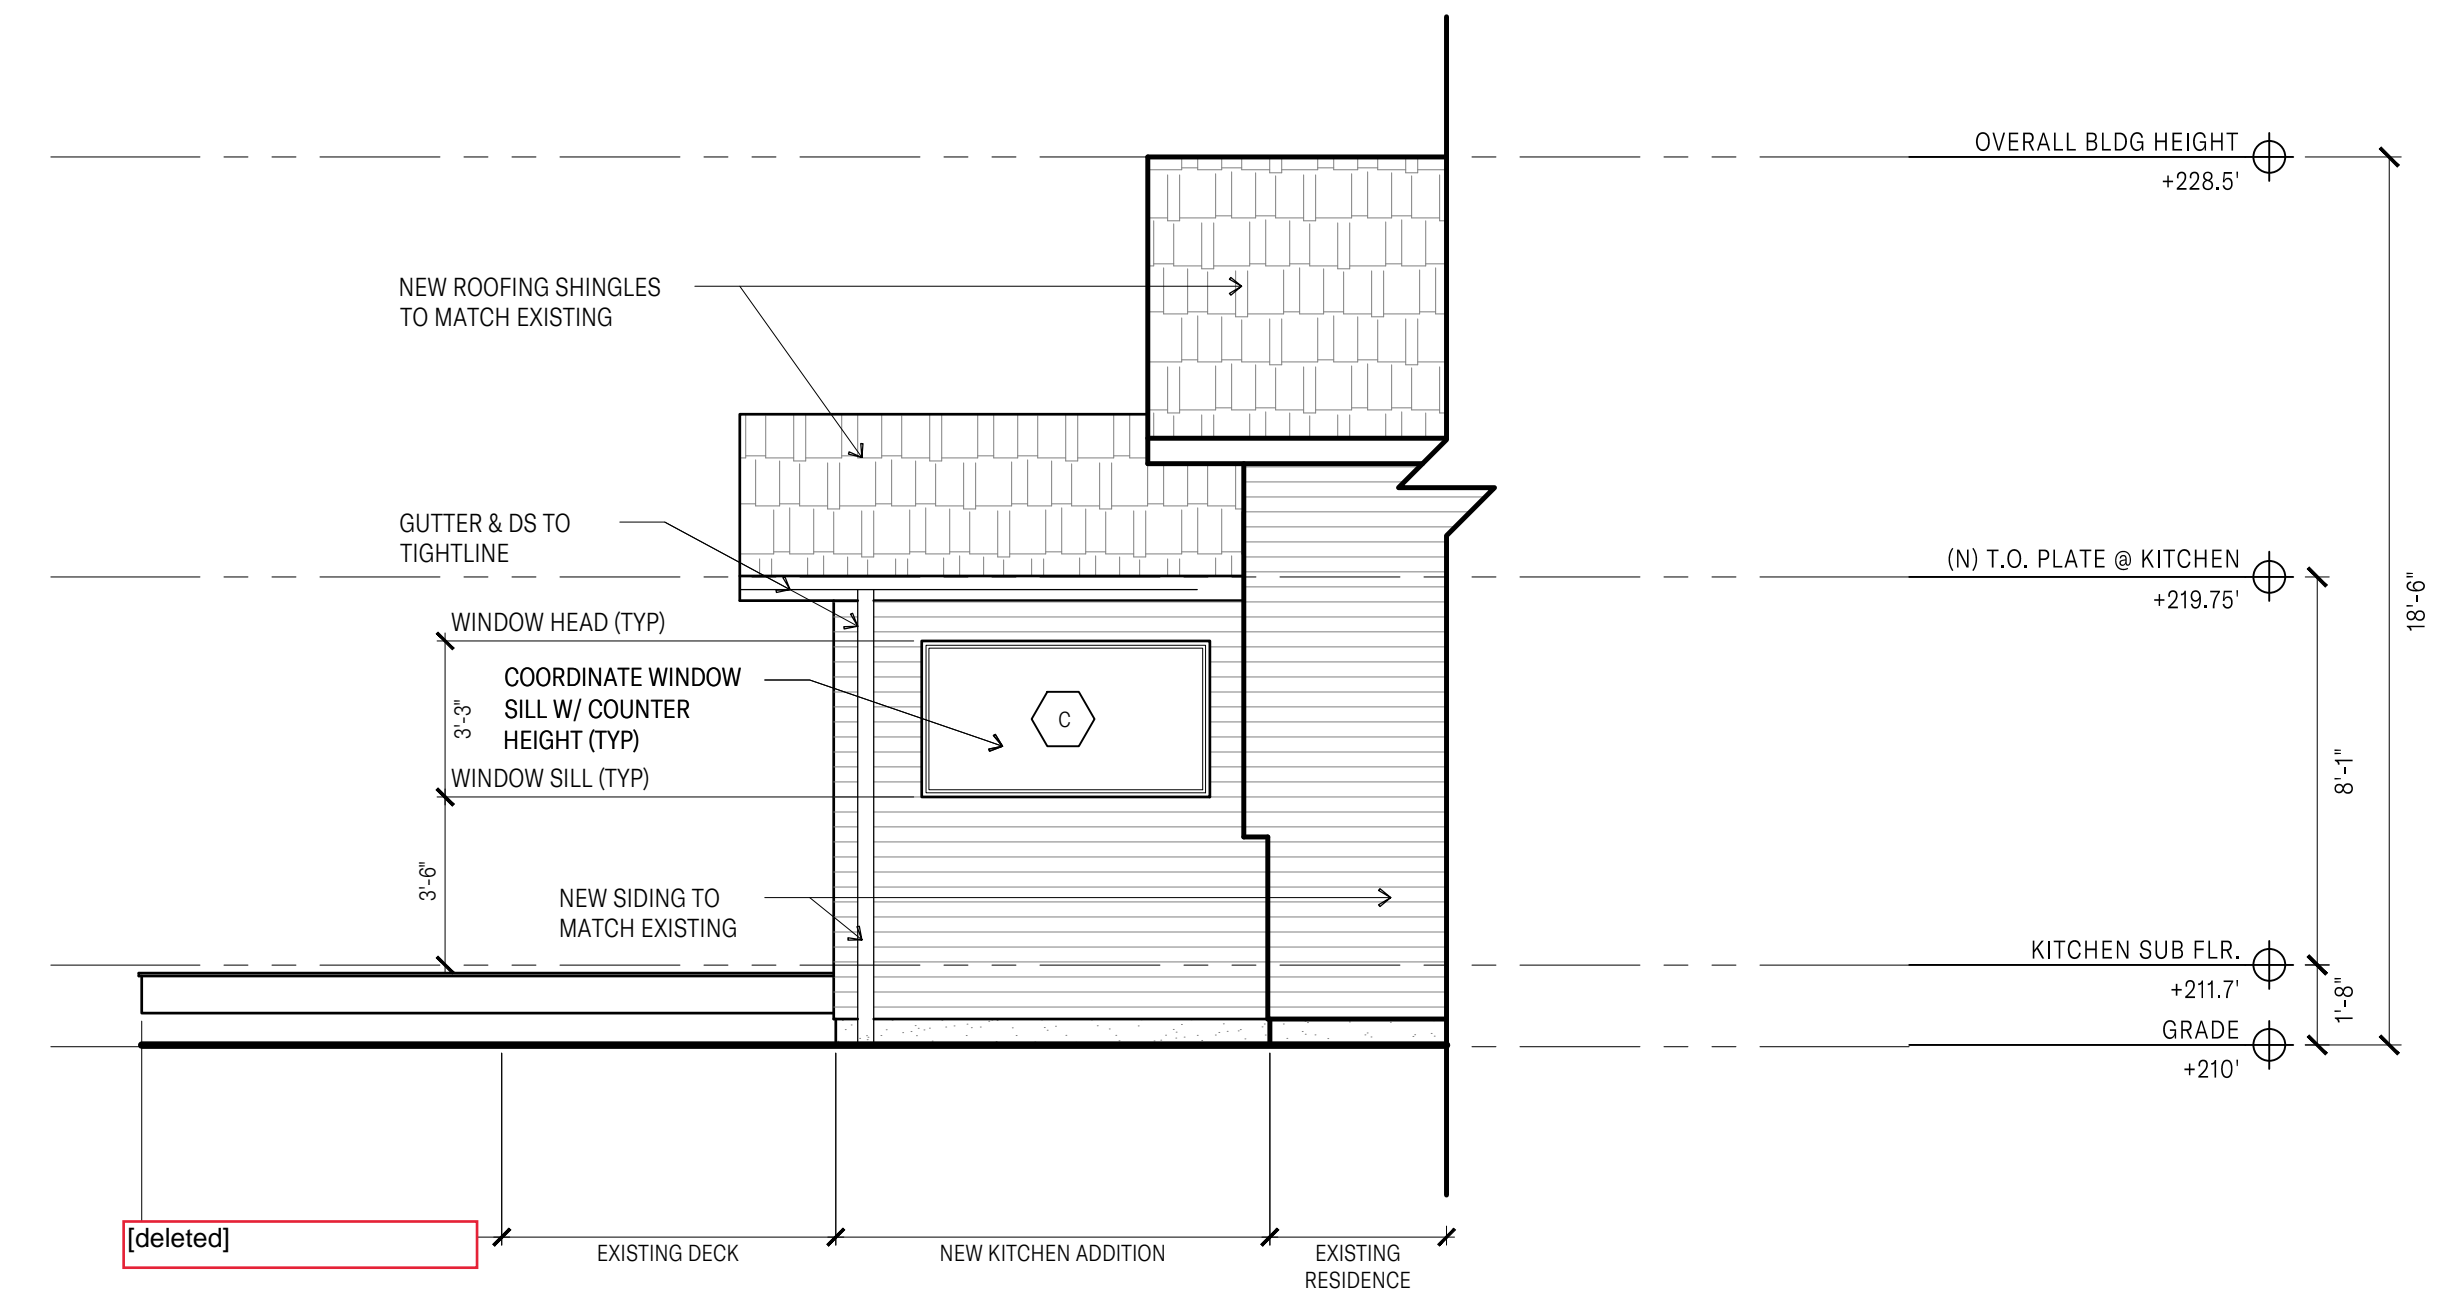 OVERALL BLDG HEIGHT
+228.5'
NEW ROOFING SHINGLES
TO MATCH EXISTING
GUTTER & DS TO
TIGHTLINE
(N) T.O. PLATE @ KITCHEN
+219.75'
18'-6"
WINDOW HEAD (TYP)
COORDINATE WINDOW
SILL W/ COUNTER
HEIGHT (TYP)
C
3'-3"
WINDOW SILL (TYP)
8'-1"
3'-6"
NEW SIDING TO
MATCH EXISTING
KITCHEN SUB FLR.
+211.7'
1'-8"
GRADE
+210'
[deleted]
EXISTING DECK
NEW KITCHEN ADDITION
EXISTING
RESIDENCE